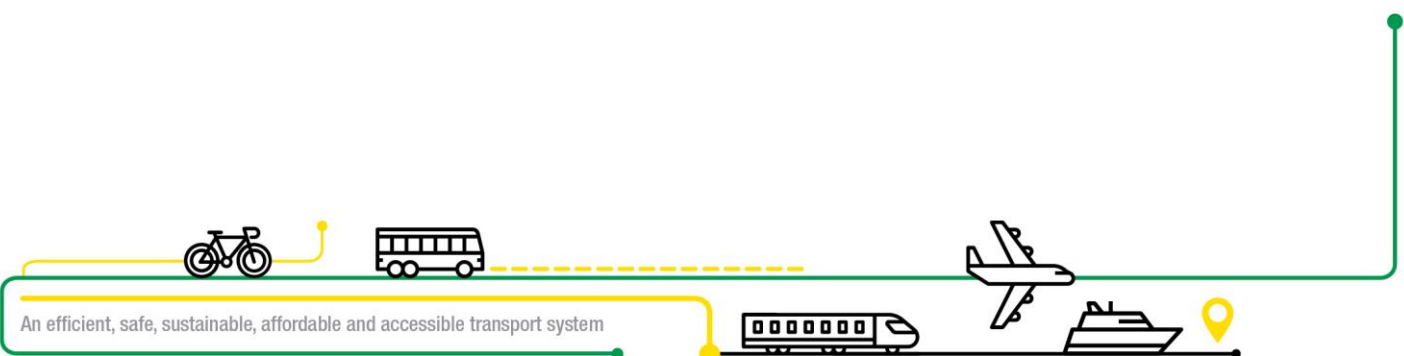 An efficient, safe, sustainable, affordable and accessible transport system